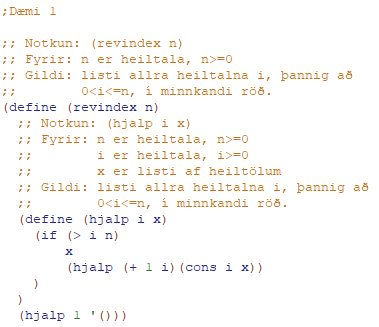 ;Dæmi 1

;; Notkun: (revindex n)
;; Fyrir: n er heiltala, n>=0
;; Gildi: listi allra heiltalna i, þannig að
;;        0<i<=n, í minnkandi röð.
(define (revindex n)
  ;; Notkun: (hjalp i x)
  ;; Fyrir: n er heiltala, n>=0
  ;;        i er heiltala, i>=0
  ;;        x er listi af heiltölum
  ;; Gildi: listi allra heiltalna i, þannig að
  ;;        0<i<=n, í minnkandi röð.
  (define (hjalp i x)
    (if (> i n)
        x
        (hjalp (+ 1 i)(cons i x))
    )
  )
  (hjalp 1 '()))